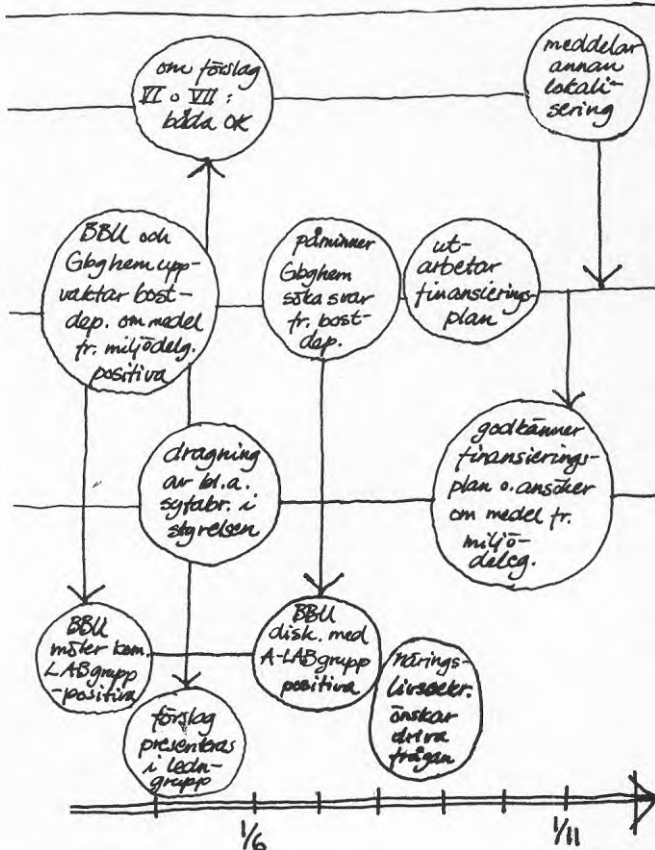 om förslag
VI o VII :
båda OK
meddelar
annan
lokali-
sering
BBU och
Gbghem upp-
vaktar bost-
dep. om medel
fr. miljödelg.
positiva
påminner
Gbghem
söka svar
fr. bost-
dep.
ut-
arbetar
finansierings-
plan
dragning
av bl.a.
syfabr. i
styrelsen
godkänner
finansierings-
plan o. ansöker
om medel fr.
miljö-
deleg.
BBU
möter kom.
LABgrupp
-positiva
BBU
disk. med
A-LABgrupp
positiva
närings-
livssekr.
önskar
driva
frågan
förslag
presenteras
i ledn-
grupp
1/6
1/11